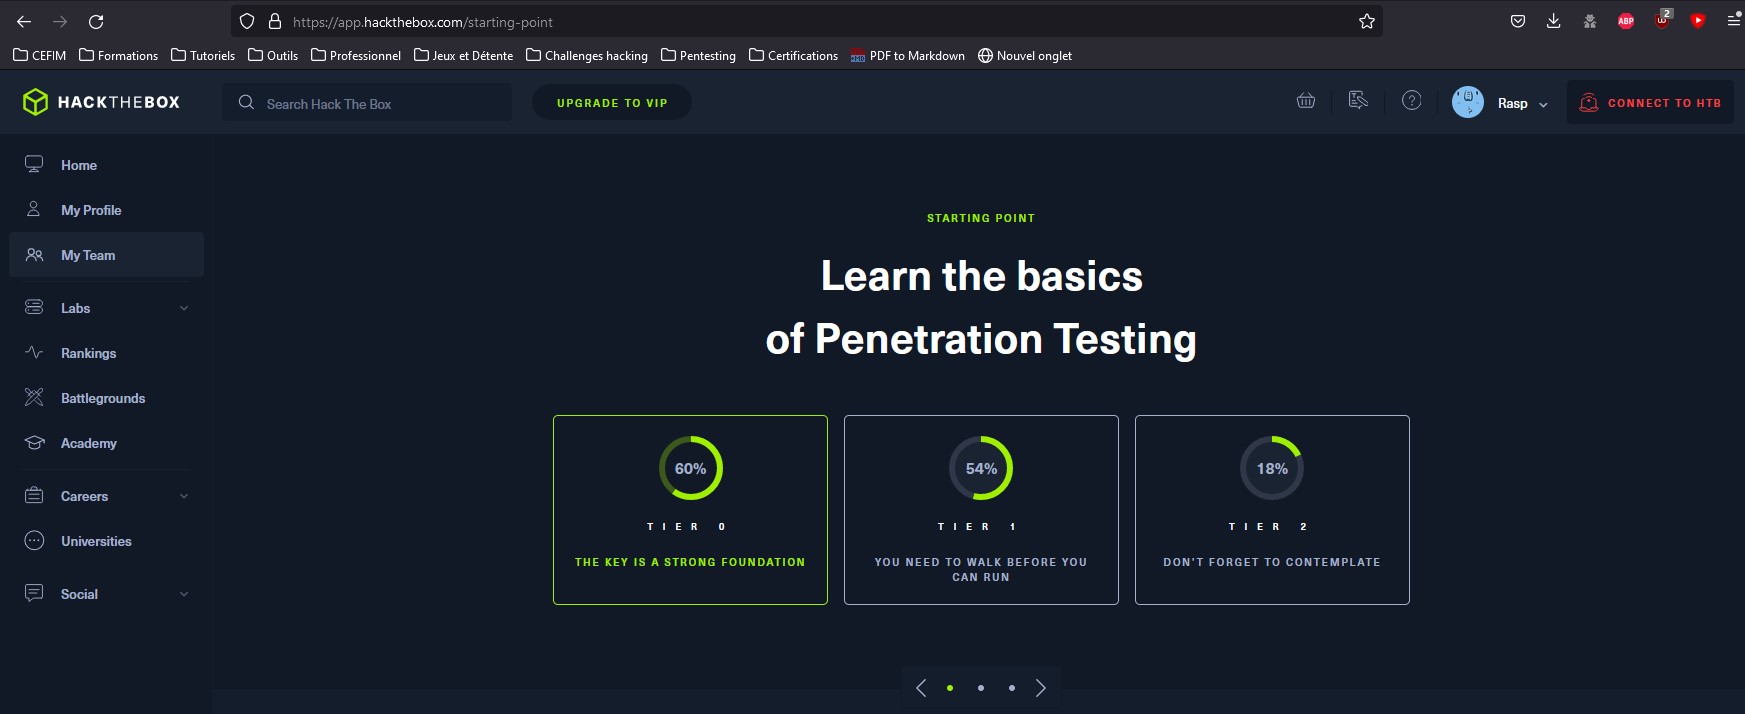 https://app.hackthebox.com/starting-point
2
ABP
CEFIM Formations Tutoriels Outils Professionnel Jeux et Détente Challenges hacking Pentesting Certifications PDF to Markdown Nouvel onglet
HACKTHEBOX
Search Hack The Box
UPGRADE TO VIP
Rasp
CONNECT TO HTB
Home
My Profile
My Team
Labs
Rankings
Battlegrounds
Academy
Careers
Universities
Social
STARTING POINT
Learn the basics
of Penetration Testing
60%
TIER 0
THE KEY IS A STRONG FOUNDATION
54%
TIER 1
YOU NEED TO WALK BEFORE YOU
CAN RUN
18%
TIER 2
DON'T FORGET TO CONTEMPLATE